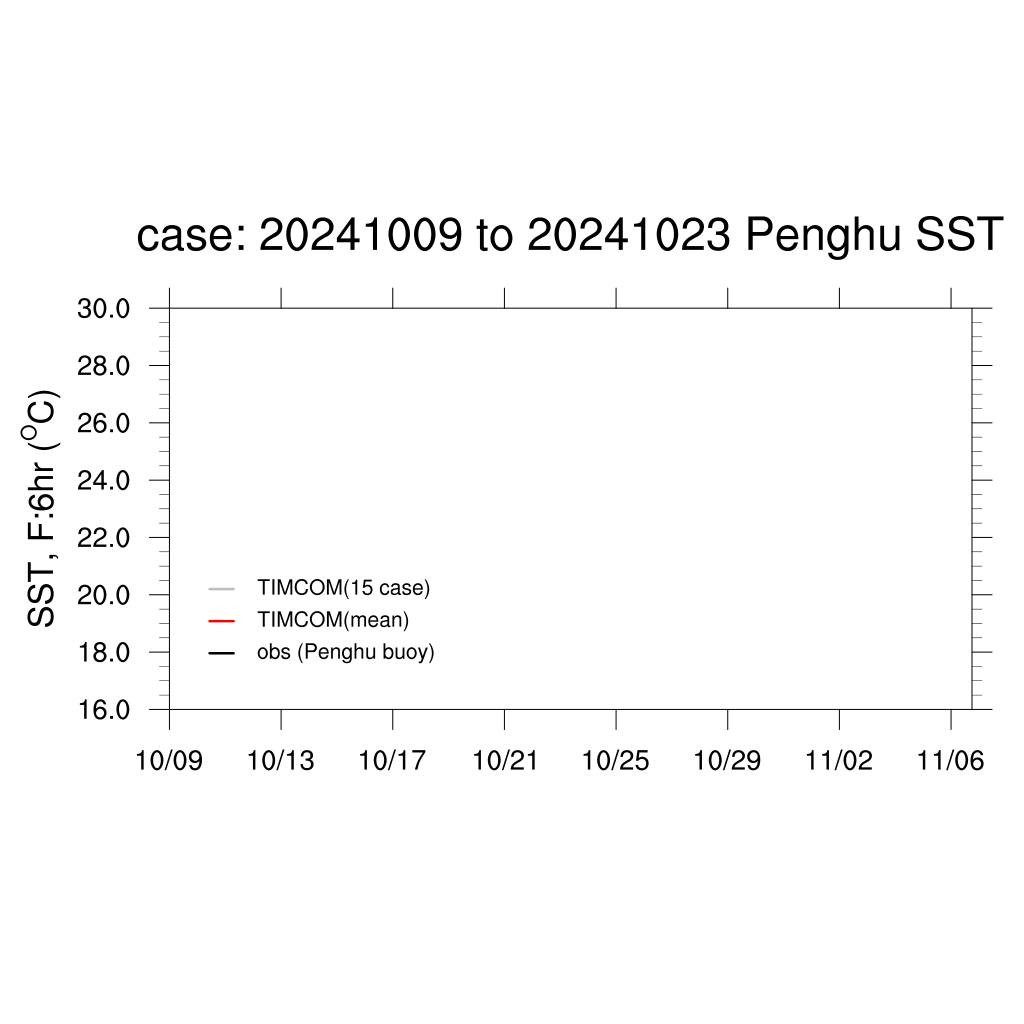 case: 20241009 to 20241023 Penghu SST
SST, F:6hr (°C)
30.0
28.0
26.0
24.0
22.0
20.0
18.0
16.0
TIMCOM(15 case)
TIMCOM(mean)
obs (Penghu buoy)
10/09 10/13 10/17 10/21 10/25 10/29 11/02 11/06